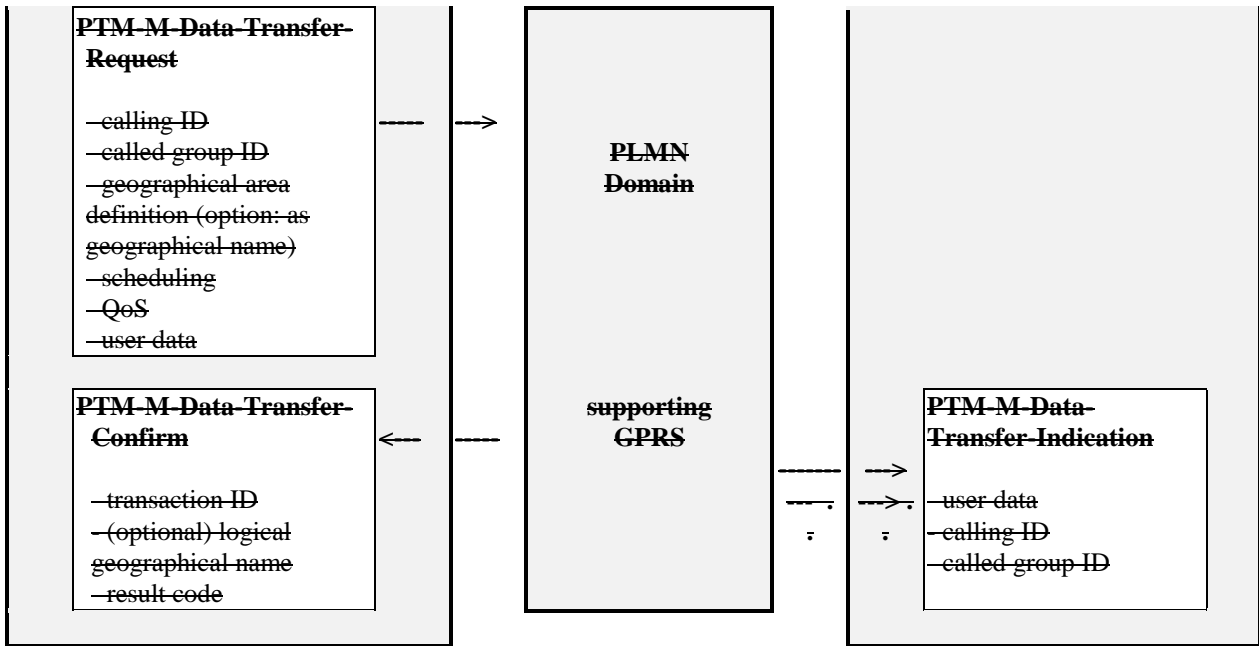 PTM-M-Data-Transfer-
Request
- calling ID
- called group ID
- geographical area
definition (option: as
geographical name)
- scheduling
- QoS
- user data
PLMN
Domain
PTM-M-Data-Transfer-
Confirm
- transaction ID
- (optional) logical
geographical name
- result code
supporting
GPRS
PTM-M-Data-
Transfer-Indication
- user data
- calling ID
- called group ID